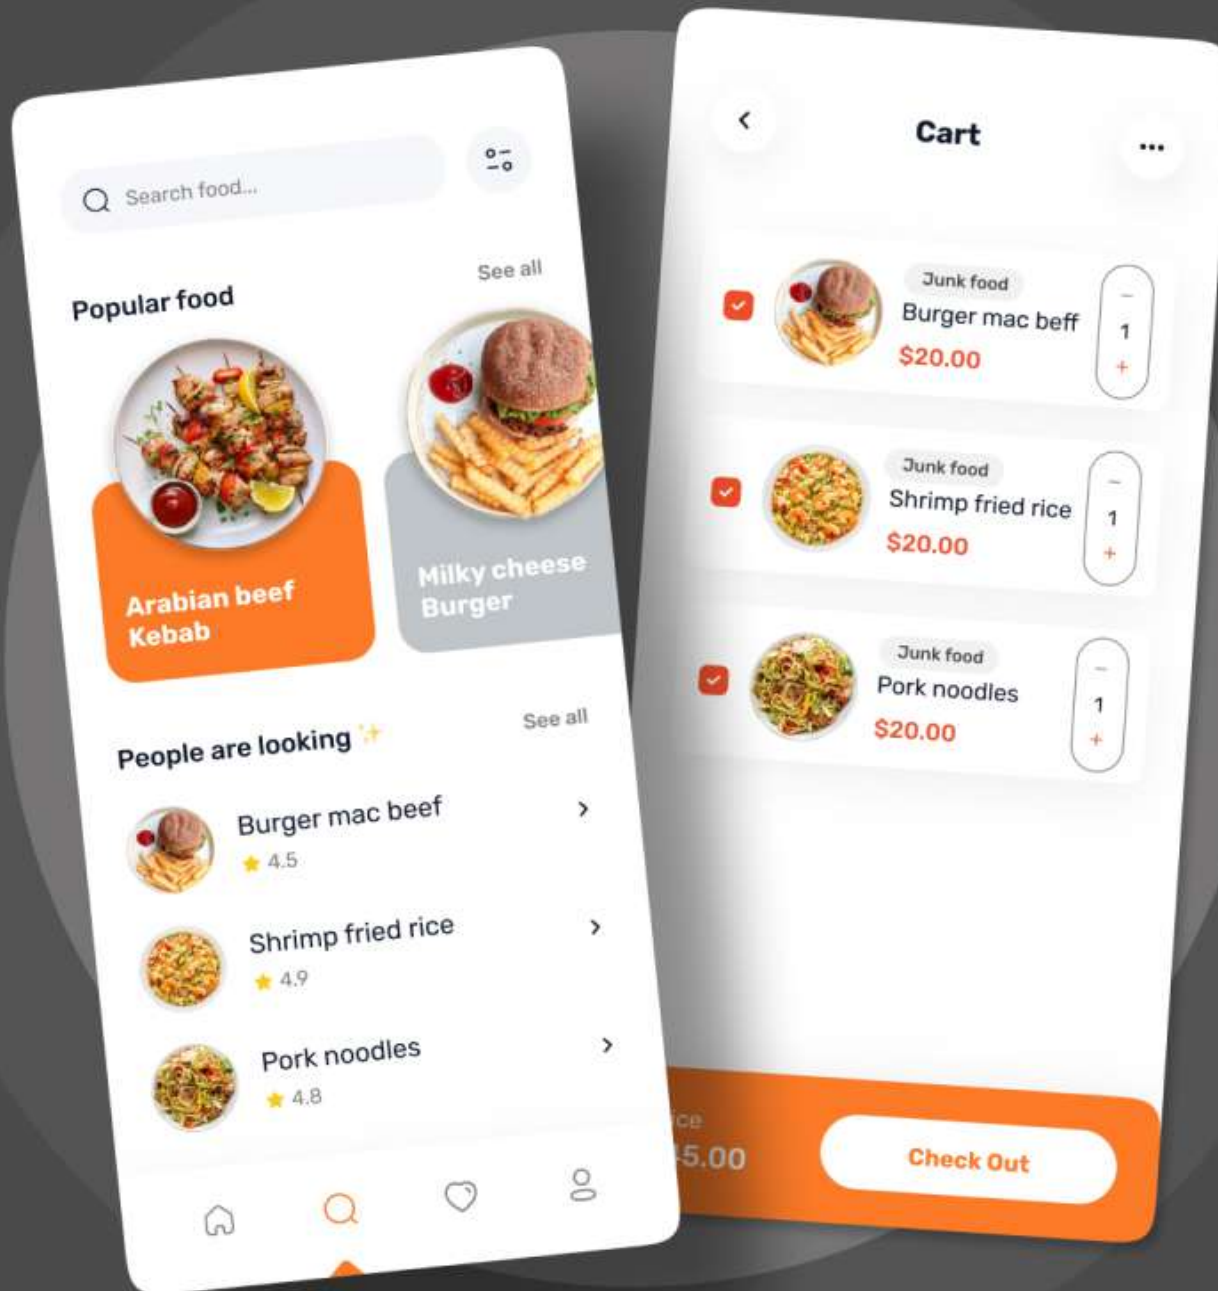 Search food...
Popular food
See all
Arabian beef
Kebab
Milky cheese
Burger
People are looking ✨
See all
Burger mac beef
4.5
Shrimp fried rice
4.9
Pork noodles
4.8
Cart
Junk food
Burger mac beff
$20.00
1
Junk food
Shrimp fried rice
$20.00
1
Junk food
Pork noodles
$20.00
1
5.00
Check Out